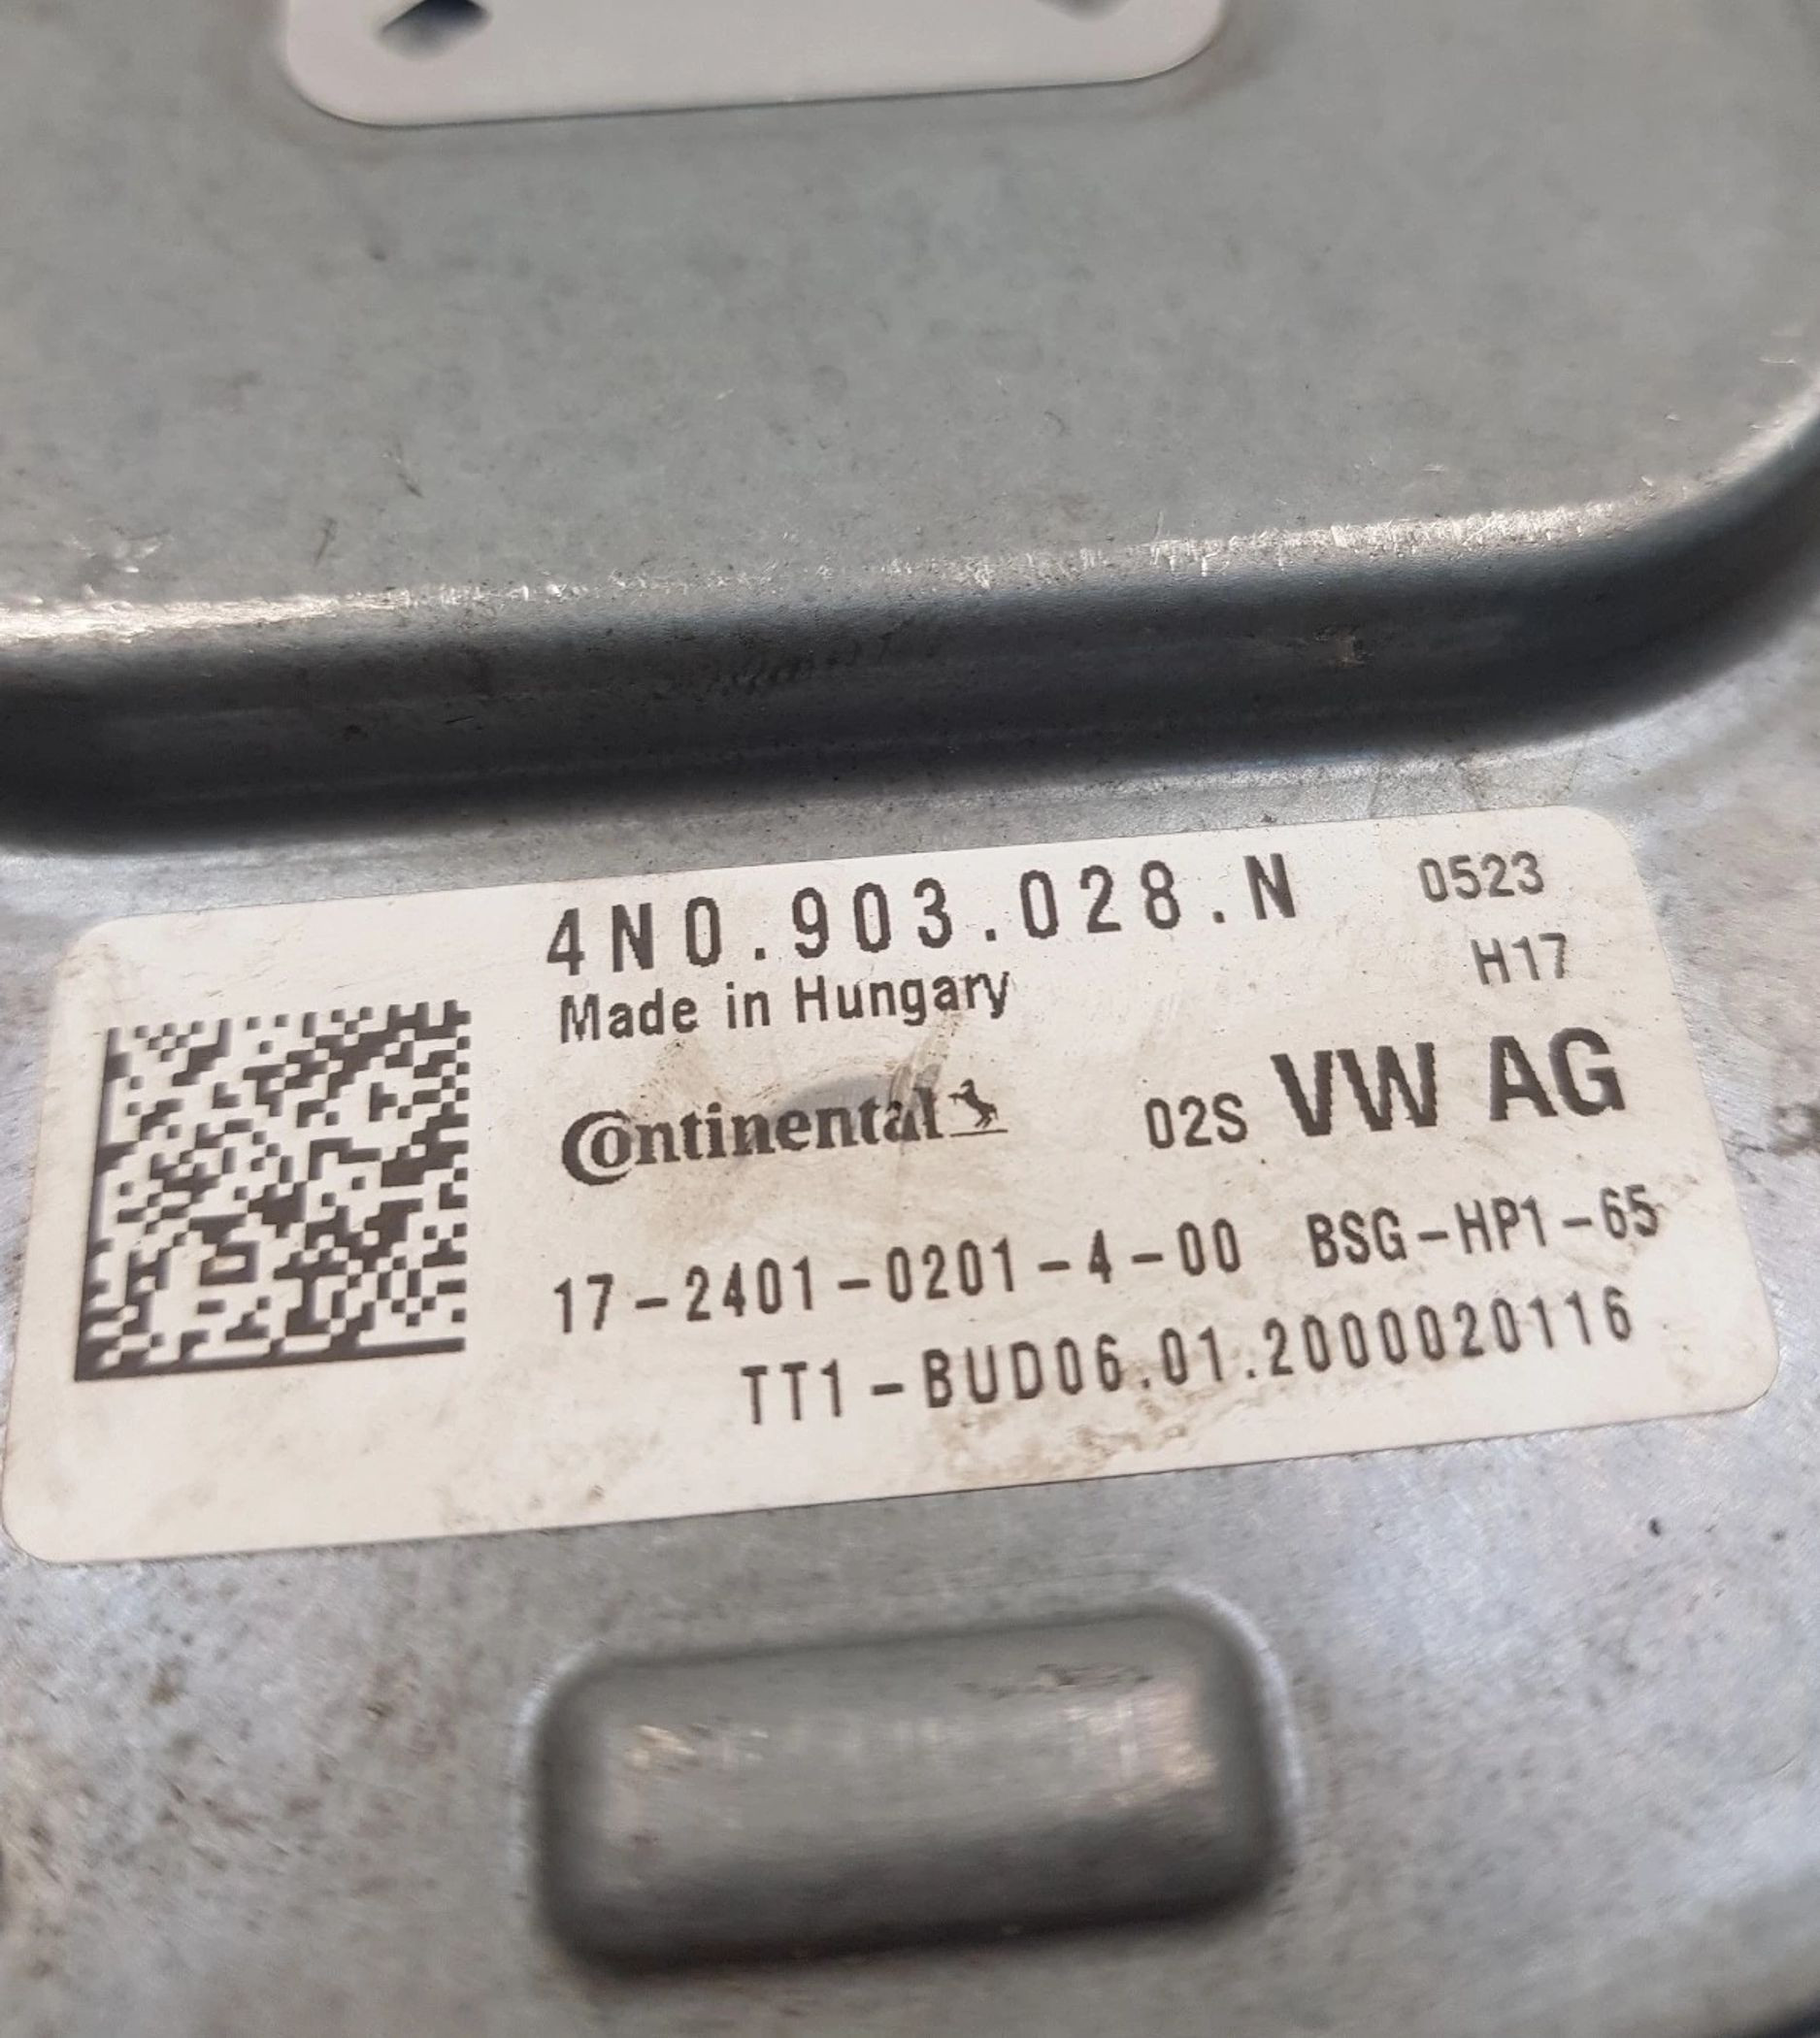 4N0.903.028.N 0523
Made in Hungary H17
Continental 02S VW AG
17-2401-0201-4-00 BSG-HP1-65
TT1-BUD06.01.2000020116